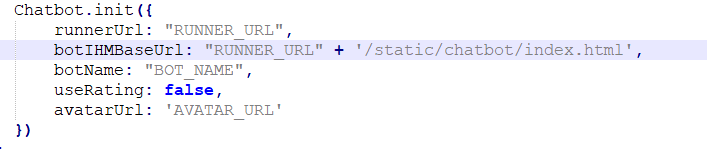 Chatbot.init({
    runnerUrl: "RUNNER_URL",
    botIHMBaseUrl: "RUNNER_URL" + '/static/chatbot/index.html',
    botName: "BOT_NAME",
    useRating: false,
    avatarUrl: 'AVATAR_URL'
})